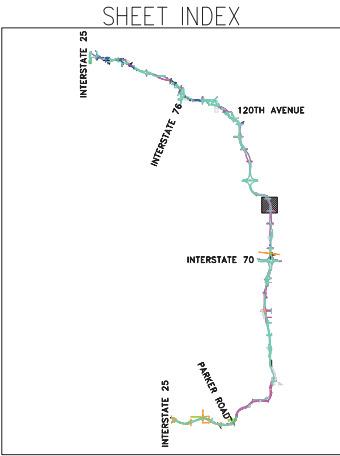 SHEET INDEX
INTERSTATE 25
INTERSTATE 76
120TH AVENUE
INTERSTATE 70
PARKER ROAD
INTERSTATE 25